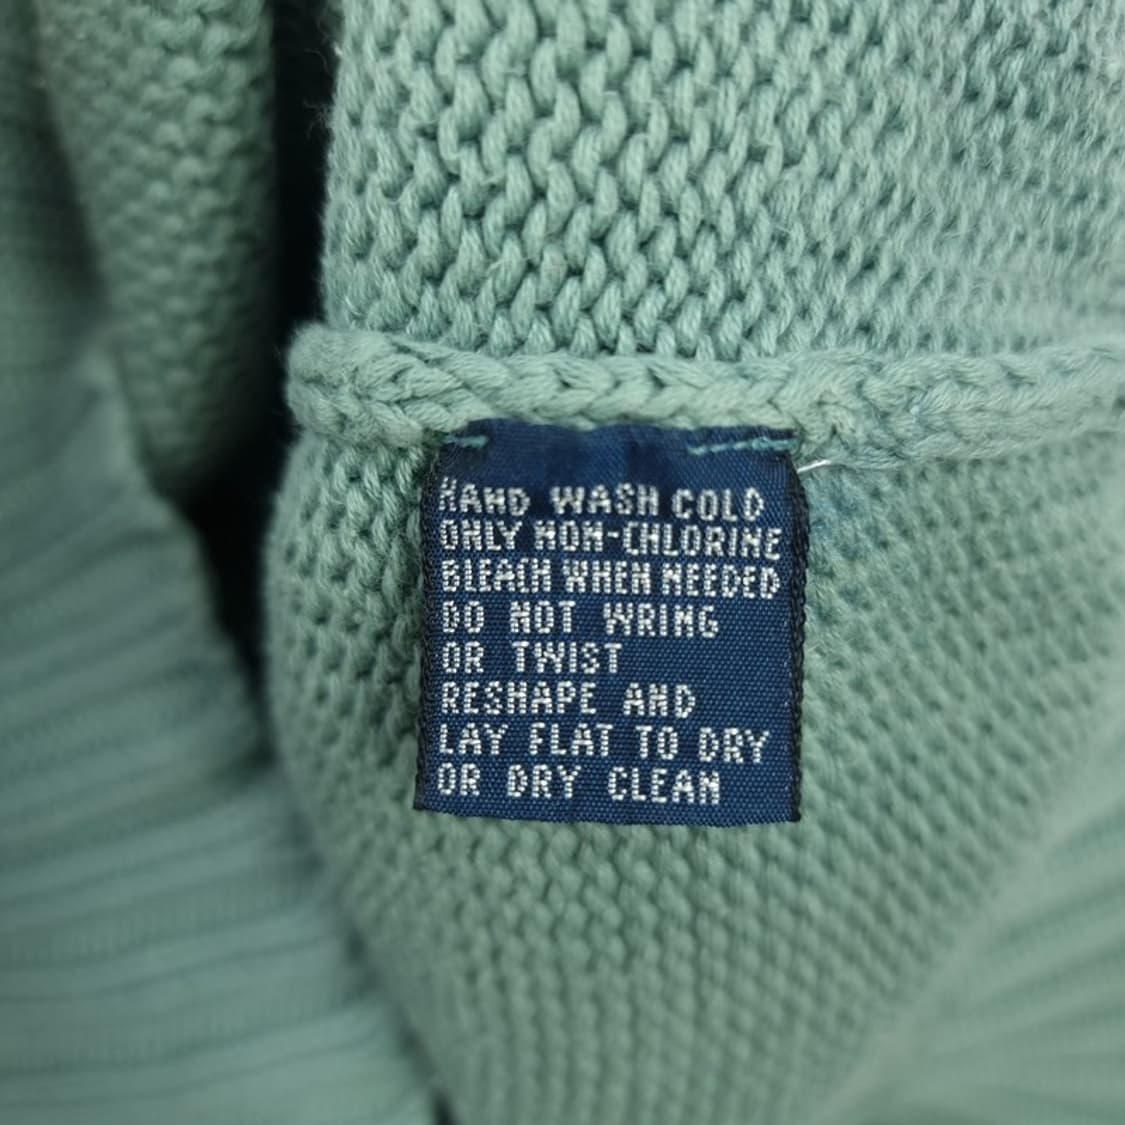 HAND WASH COLD
ONLY NON-CHLORINE
BLEACH WHEN NEEDED
DO NOT WRING
OR TWIST
RESHAPE AND
LAY FLAT TO DRY
OR DRY CLEAN